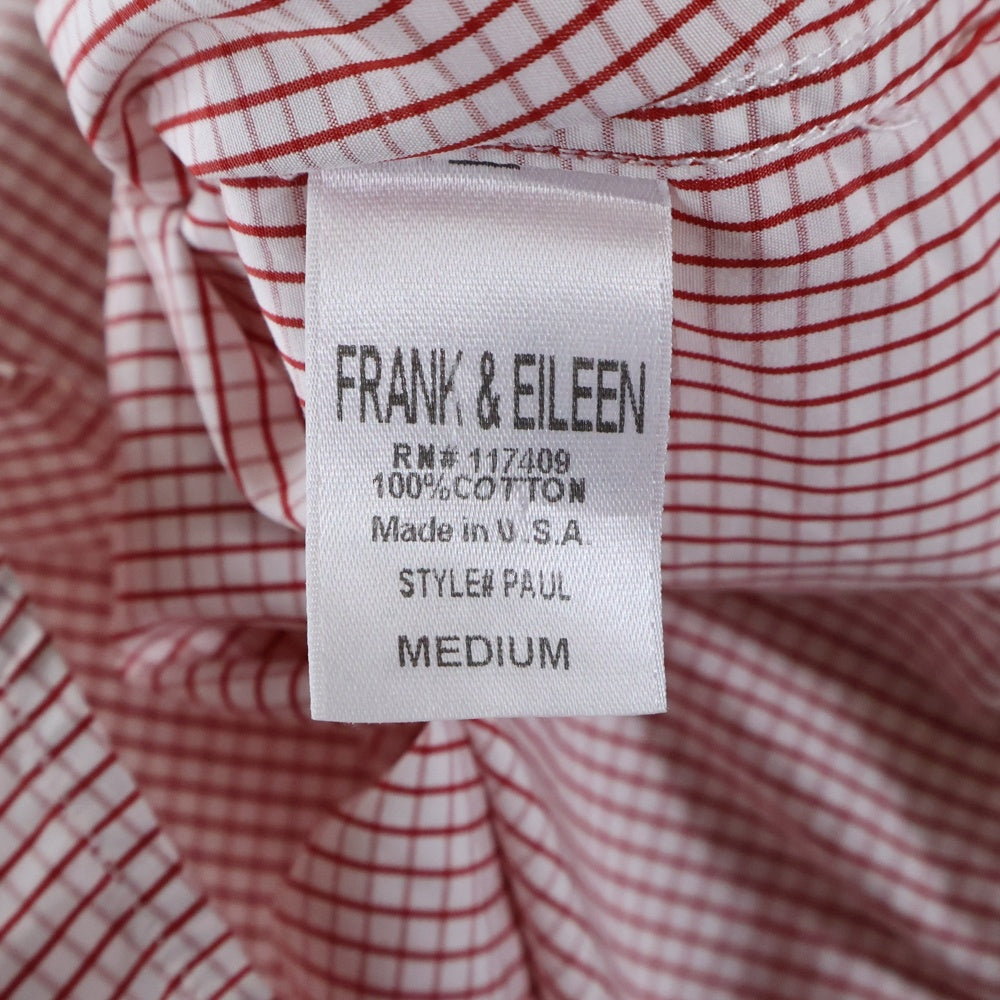 FRANK & EILEEN
RN# 117409
100%COTTON
Made in U.S.A.
STYLE# PAUL
MEDIUM